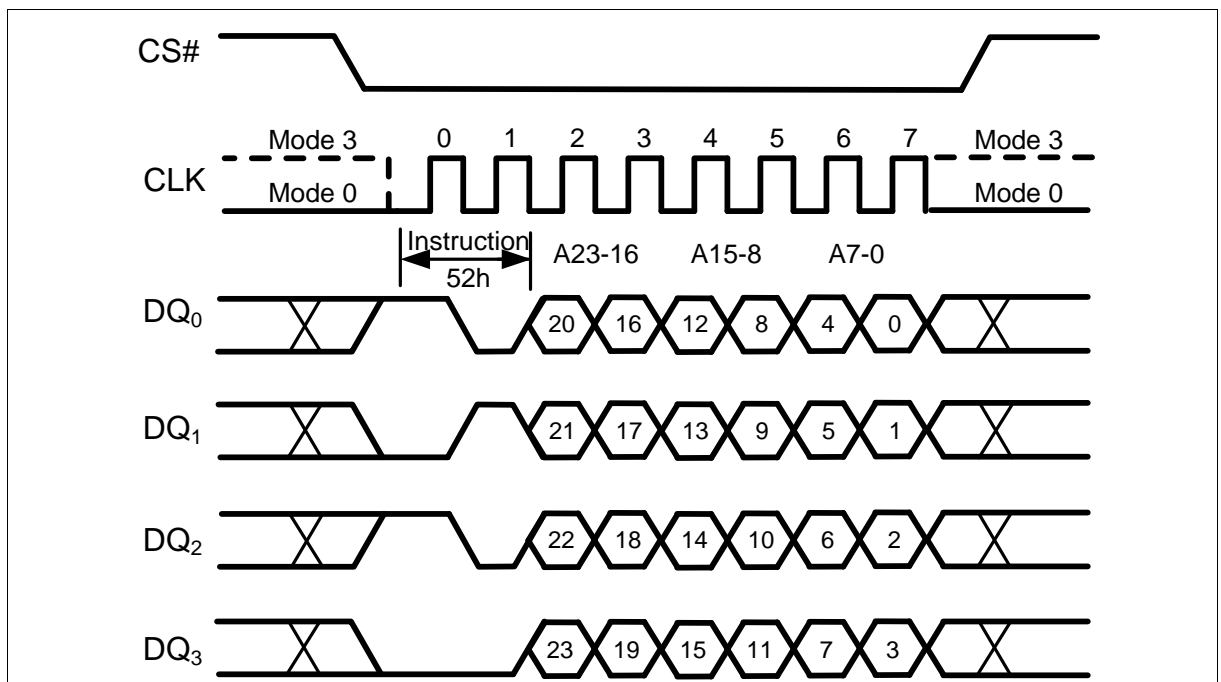 CS#
Mode 3 0 1 2 3 4 5 6 7 Mode 3
CLK
Mode 0 Mode 0
Instruction
52h
A23-16 A15-8 A7-0
DQ0 20 16 12 8 4 0
DQ1 21 17 13 9 5 1
DQ2 22 18 14 10 6 2
DQ3 23 19 15 11 7 3